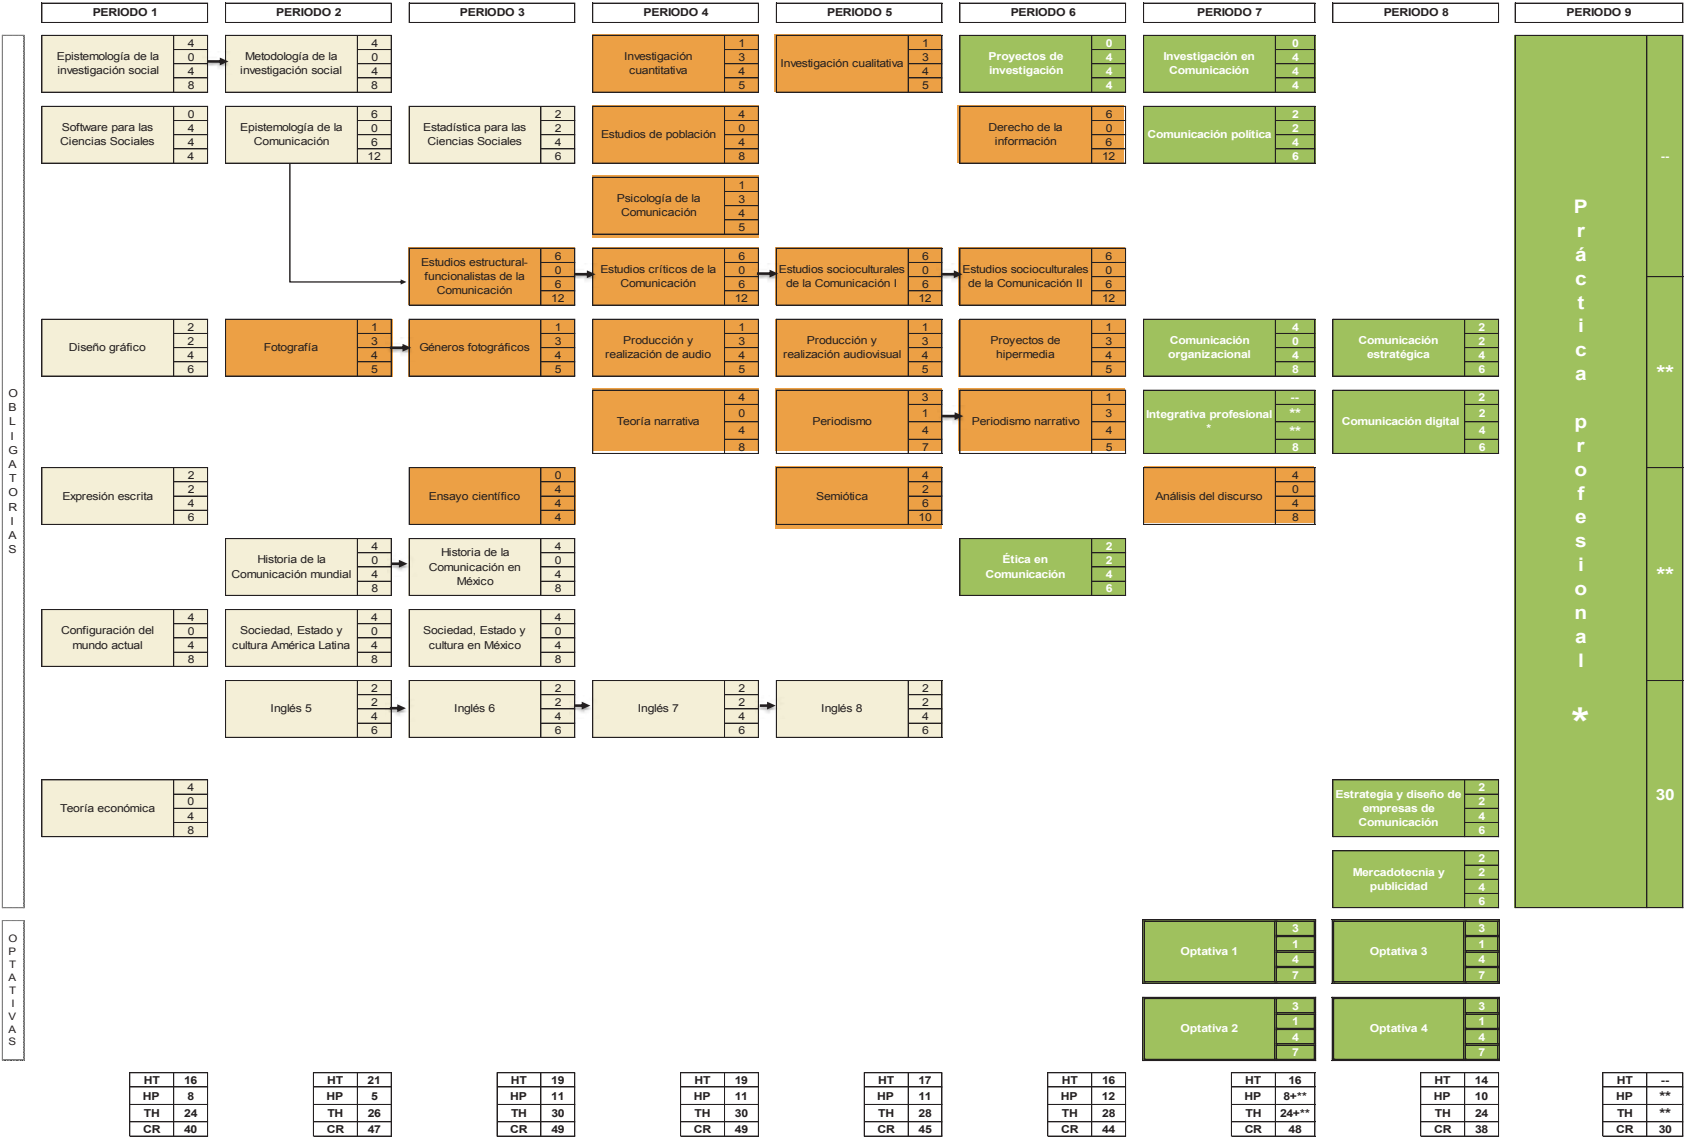 PERIODO 1 PERIODO 2 PERIODO 3 PERIODO 4 PERIODO 5 PERIODO 6 PERIODO 7 PERIODO 8 PERIODO 9
OBLIGATORIAS
Epistemología de la
investigación social
4
0
4
8
Metodología de la
investigación social
4
0
4
8
Investigación
cuantitativa
1
3
4
5
Investigación cualitativa
1
3
4
5
Proyectos de
investigación
0
4
4
4
Investigación en
Comunicación
0
4
4
4
Software para las
Ciencias Sociales
0
4
4
4
Epistemología de la
Comunicación
6
0
6
12
Estadística para las
Ciencias Sociales
2
2
4
6
Estudios de población
4
0
4
8
Derecho de la
información
6
0
6
12
Comunicación política
2
2
4
6
Psicología de la
Comunicación
1
3
4
5
Estudios estructural-
funcionalistas de la
Comunicación
6
0
6
12
Estudios críticos de la
Comunicación
6
0
6
12
Estudios socioculturales
de la Comunicación I
6
0
6
12
Estudios socioculturales
de la Comunicación II
6
0
6
12
Diseño gráfico
2
2
4
6
Fotografía
1
3
4
5
Géneros fotográficos
1
3
4
5
Producción y
realización de audio
1
3
4
5
Producción y
realización audiovisual
1
3
4
5
Proyectos de
hipermedia
1
3
4
5
Comunicación
organizacional
4
0
4
8
Comunicación
estratégica
2
2
4
6
Teoría narrativa
4
0
4
8
Periodismo
3
1
4
7
Periodismo narrativo
1
3
4
5
Integrativa profesional
*
--
**
**
8
Comunicación digital
2
2
4
6
Expresión escrita
2
2
4
6
Ensayo científico
0
4
4
4
Semiótica
4
2
6
10
Análisis del discurso
4
0
4
8
Historia de la
Comunicación mundial
4
0
4
8
Historia de la
Comunicación en
México
4
0
4
8
Ética en
Comunicación
2
2
4
6
Configuración del
mundo actual
4
0
4
8
Sociedad, Estado y
cultura América Latina
4
0
4
8
Sociedad, Estado y
cultura en México
4
0
4
8
Inglés 5
2
2
4
6
Inglés 6
2
2
4
6
Inglés 7
2
2
4
6
Inglés 8
2
2
4
6
Teoría económica
4
0
4
8
Estrategia y diseño de
empresas de
Comunicación
2
2
4
6
Mercadotecnia y
publicidad
2
2
4
6
Práctica profesional *
--
**
**
30
OPTATIVAS
Optativa 1
3
1
4
7
Optativa 3
3
1
4
7
Optativa 2
3
1
4
7
Optativa 4
3
1
4
7
HT 16 HT 21 HT 19 HT 19 HT 17 HT 16 HT 16 HT 14 HT --
HP 8 HP 5 HP 11 HP 11 HP 11 HP 12 HP 8+** HP 10 HP **
TH 24 TH 26 TH 30 TH 30 TH 28 TH 28 TH 24+** TH 24 TH **
CR 40 CR 47 CR 49 CR 49 CR 45 CR 44 CR 48 CR 38 CR 30